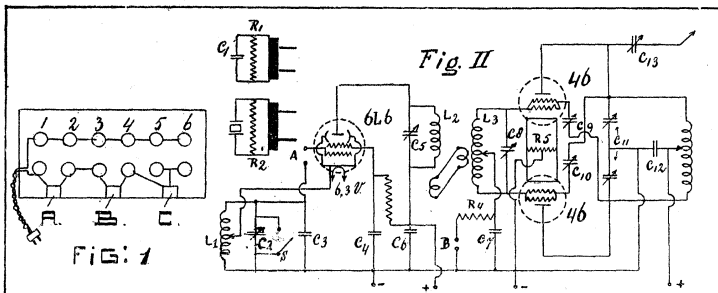 1 2 3 4 5 6
A. B. C.
FiG: 1
R1
C1
R2
Fig. II
A
6L6
6,3 V
L1
C2
S
C3
C4
C5
L2
C6
L3
C8
R4
B
C7
46
R5
46
C9
C10
C11
C12
C13
- + - +